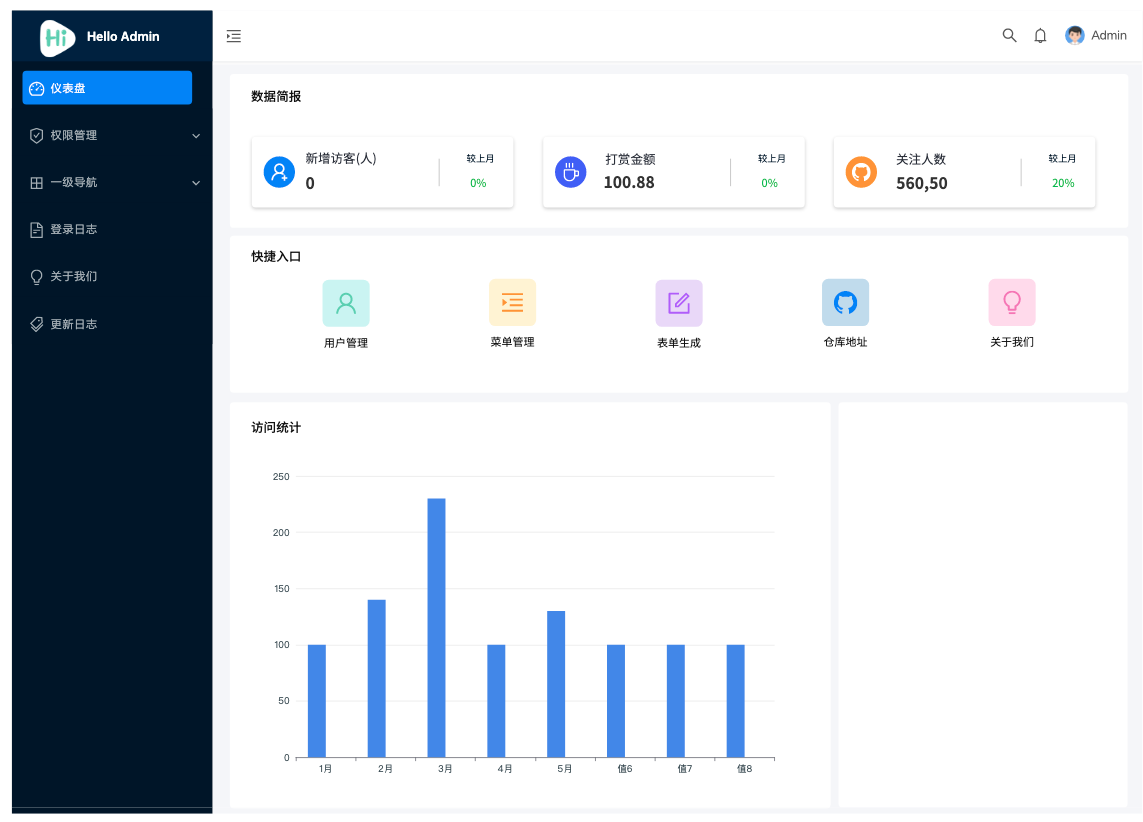 Hi Hello Admin
Admin
仪表盘
权限管理
一级导航
登录日志
关于我们
更新日志
数据简报
新增访客(人)
0
较上月
0%
打赏金额
100.88
较上月
0%
关注人数
560,50
较上月
20%
快捷入口
用户管理
菜单管理
表单生成
仓库地址
关于我们
访问统计
250
200
150
100
50
0
1月 2月 3月 4月 5月 值6 值7 值8